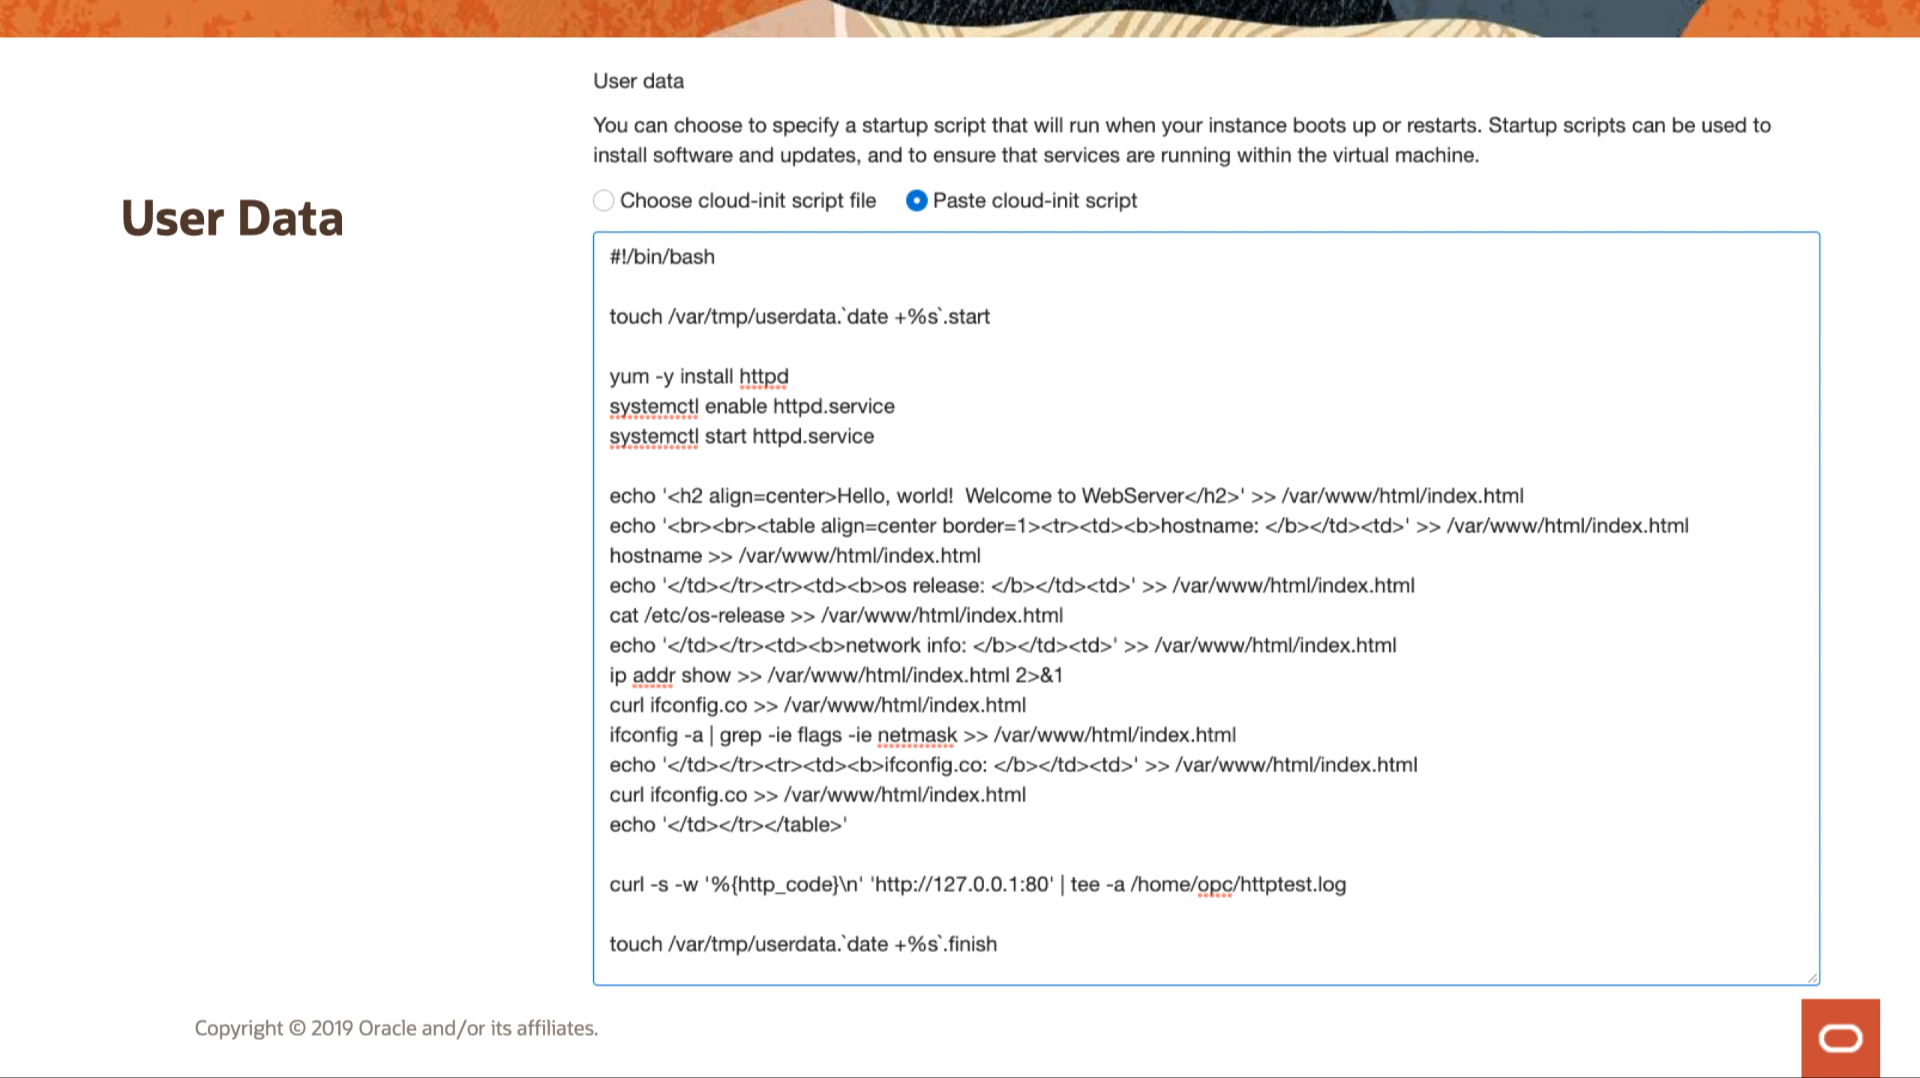 User data
You can choose to specify a startup script that will run when your instance boots up or restarts. Startup scripts can be used to
install software and updates, and to ensure that services are running within the virtual machine.
User Data
Choose cloud-init script file Paste cloud-init script
#!/bin/bash
touch /var/tmp/userdata.`date +%s`.start
yum -y install httpd
systemctl enable httpd.service
systemctl start httpd.service
echo '<h2 align=center>Hello, world!  Welcome to WebServer</h2>' >> /var/www/html/index.html
echo '<br><br><table align=center border=1><tr><td><b>hostname: </b></td><td>' >> /var/www/html/index.html
hostname >> /var/www/html/index.html
echo '</td></tr><tr><td><b>os release: </b></td><td>' >> /var/www/html/index.html
cat /etc/os-release >> /var/www/html/index.html
echo '</td></tr><td><b>network info: </b></td><td>' >> /var/www/html/index.html
ip addr show >> /var/www/html/index.html 2>&1
curl ifconfig.co >> /var/www/html/index.html
ifconfig -a | grep -ie flags -ie netmask >> /var/www/html/index.html
echo '</td></tr><tr><td><b>ifconfig.co: </b></td><td>' >> /var/www/html/index.html
curl ifconfig.co >> /var/www/html/index.html
echo '</td></tr></table>'
curl -s -w '%{http_code}\n' 'http://127.0.0.1:80' | tee -a /home/opc/httptest.log
touch /var/tmp/userdata.`date +%s`.finish
Copyright © 2019 Oracle and/or its affiliates.